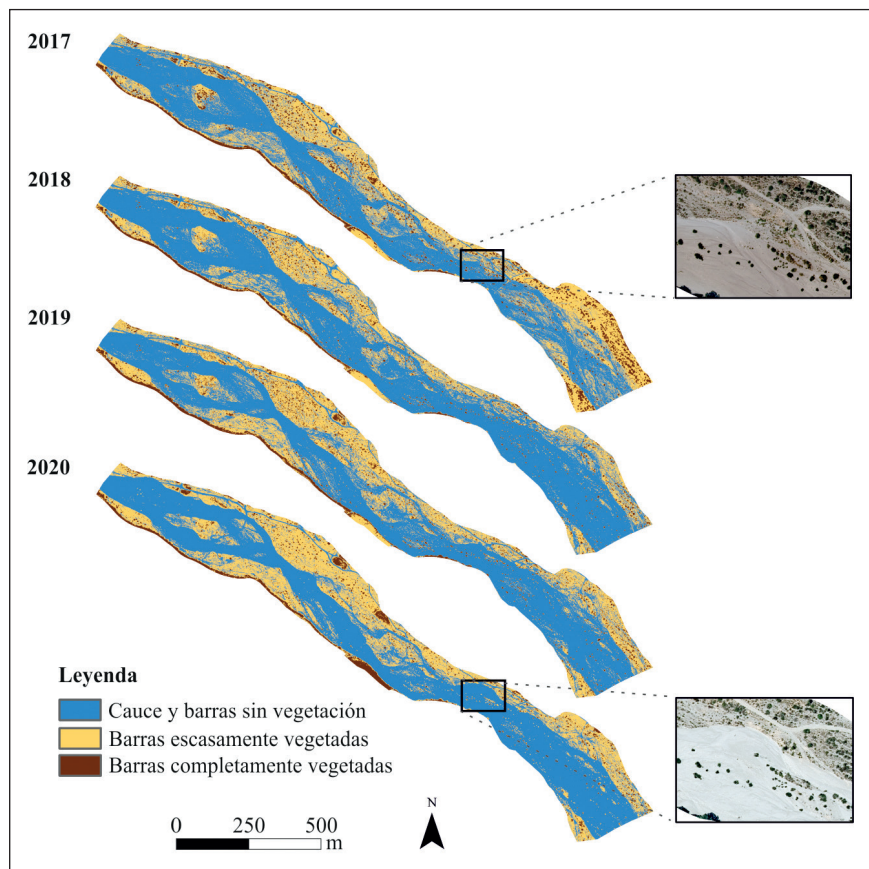 2017
2018
2019
2020
Leyenda
Cauce y barras sin vegetación
Barras escasamente vegetadas
Barras completamente vegetadas
N
0 250 500
m